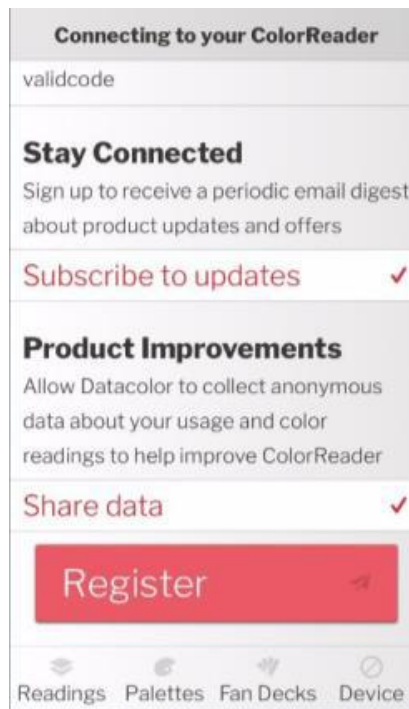 Connecting to your ColorReader
validcode
Stay Connected
Sign up to receive a periodic email digest
about product updates and offers
Subscribe to updates
Product Improvements
Allow Datacolor to collect anonymous
data about your usage and color
readings to help improve ColorReader
Share data
Register
Readings Palettes Fan Decks Device